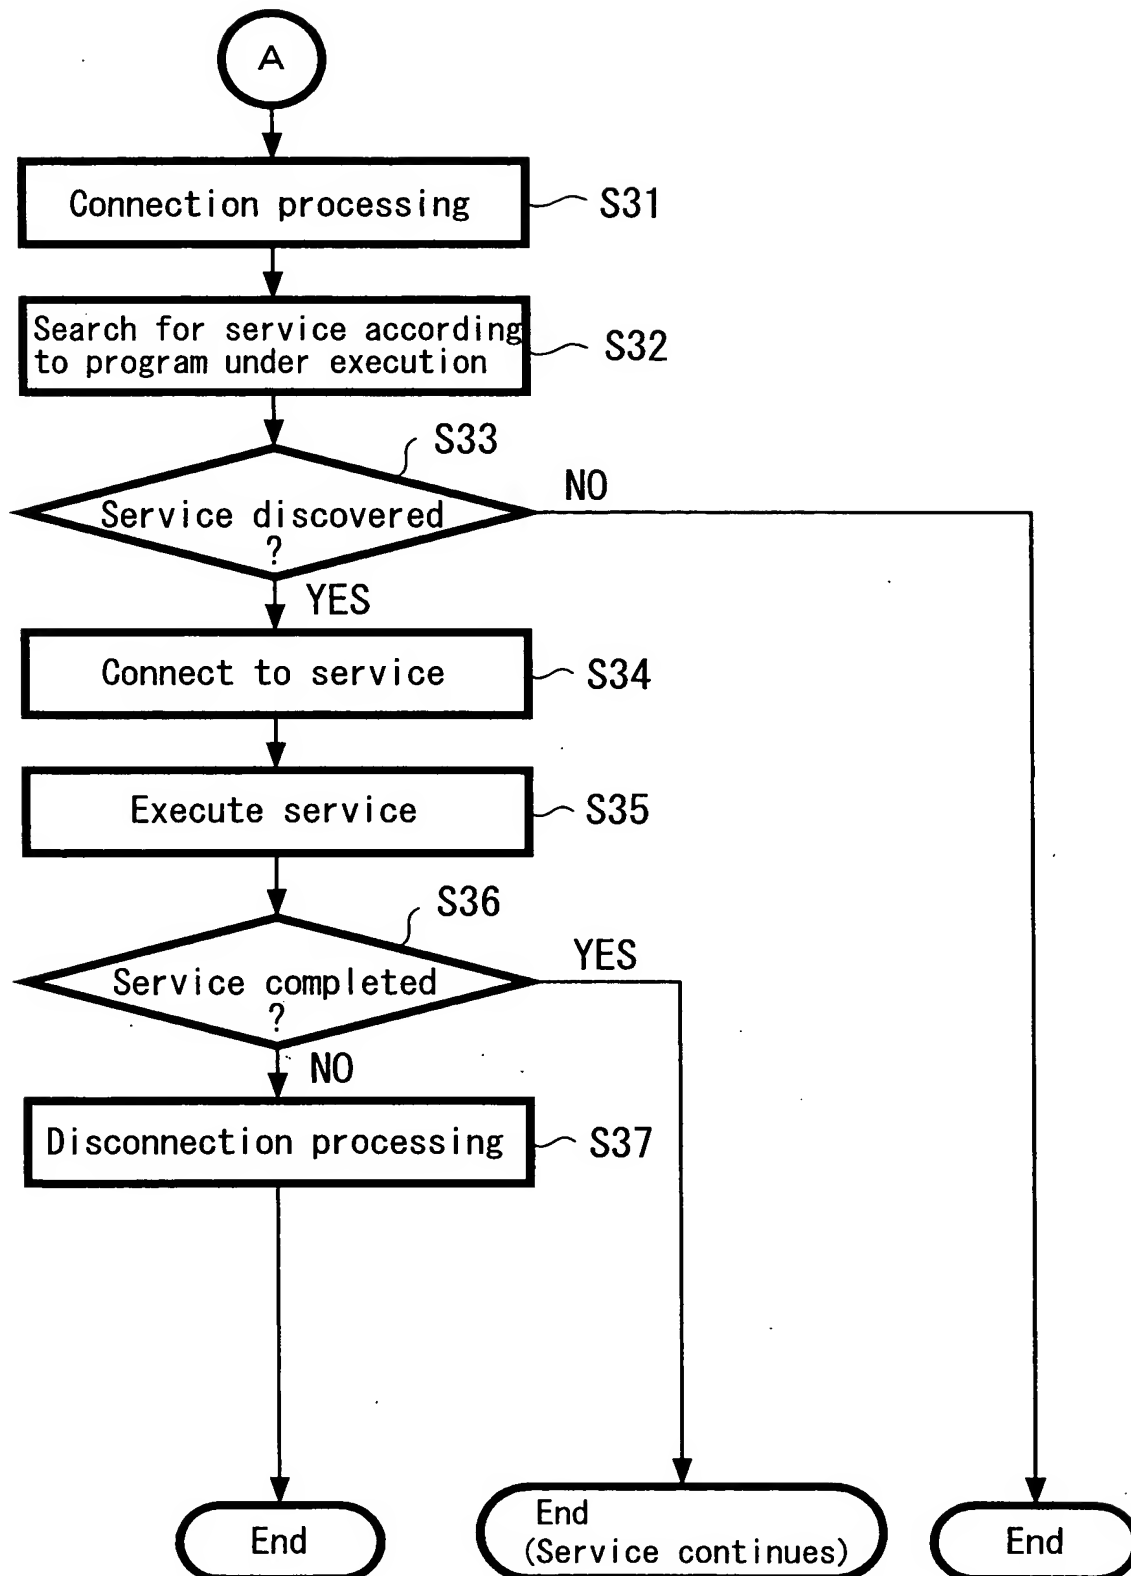 A
Connection processing
S31
Search for service according
to program under execution
S32
S33
Service discovered
?
NO
YES
Connect to service
S34
Execute service
S35
S36
Service completed
?
YES
NO
Disconnection processing
S37
End
End
(Service continues)
End